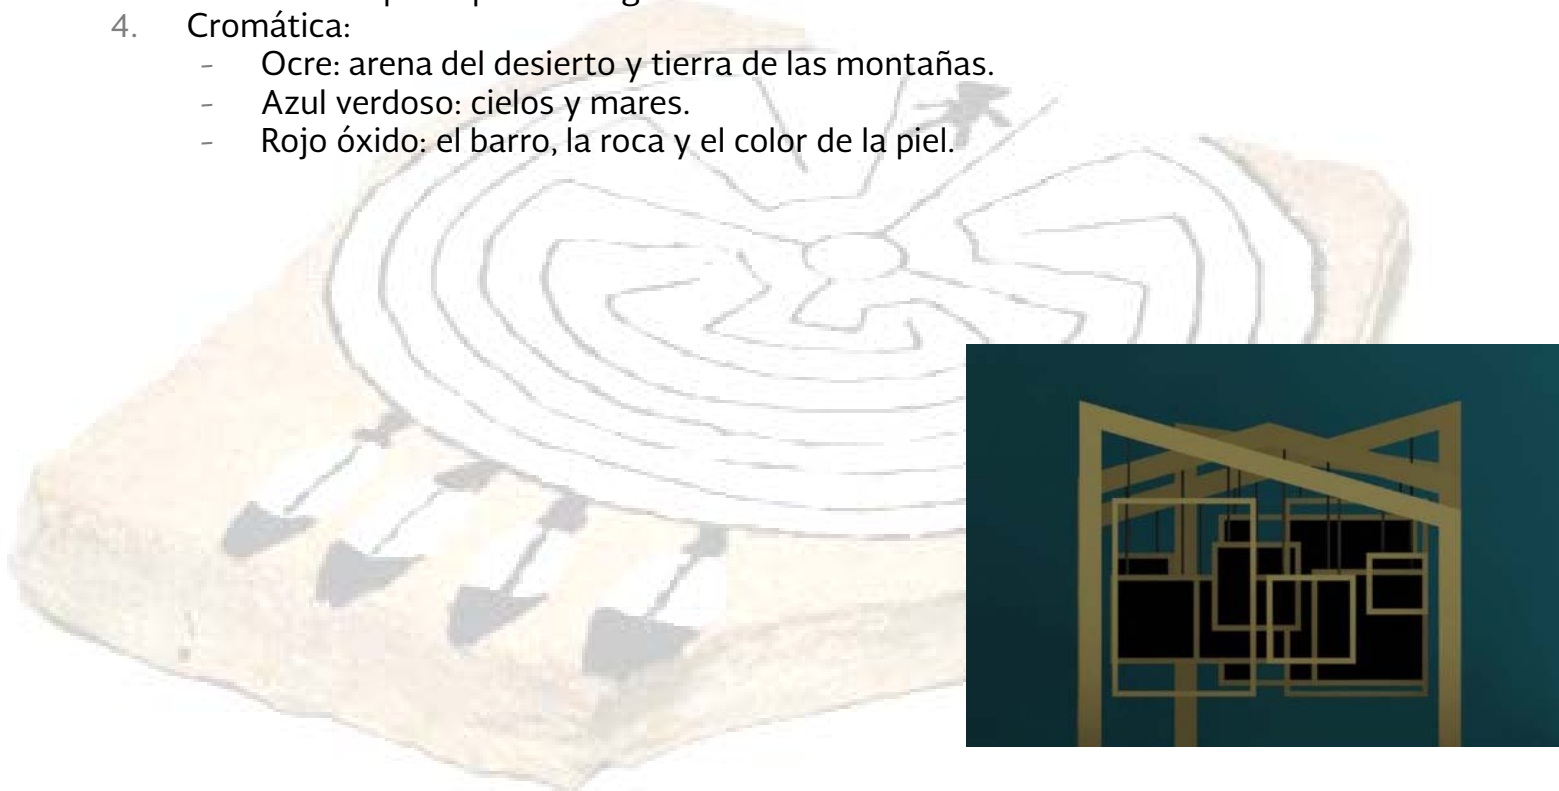 4. Cromática:
- Ocre: arena del desierto y tierra de las montañas.
- Azul verdoso: cielos y mares.
- Rojo óxido: el barro, la roca y el color de la piel.